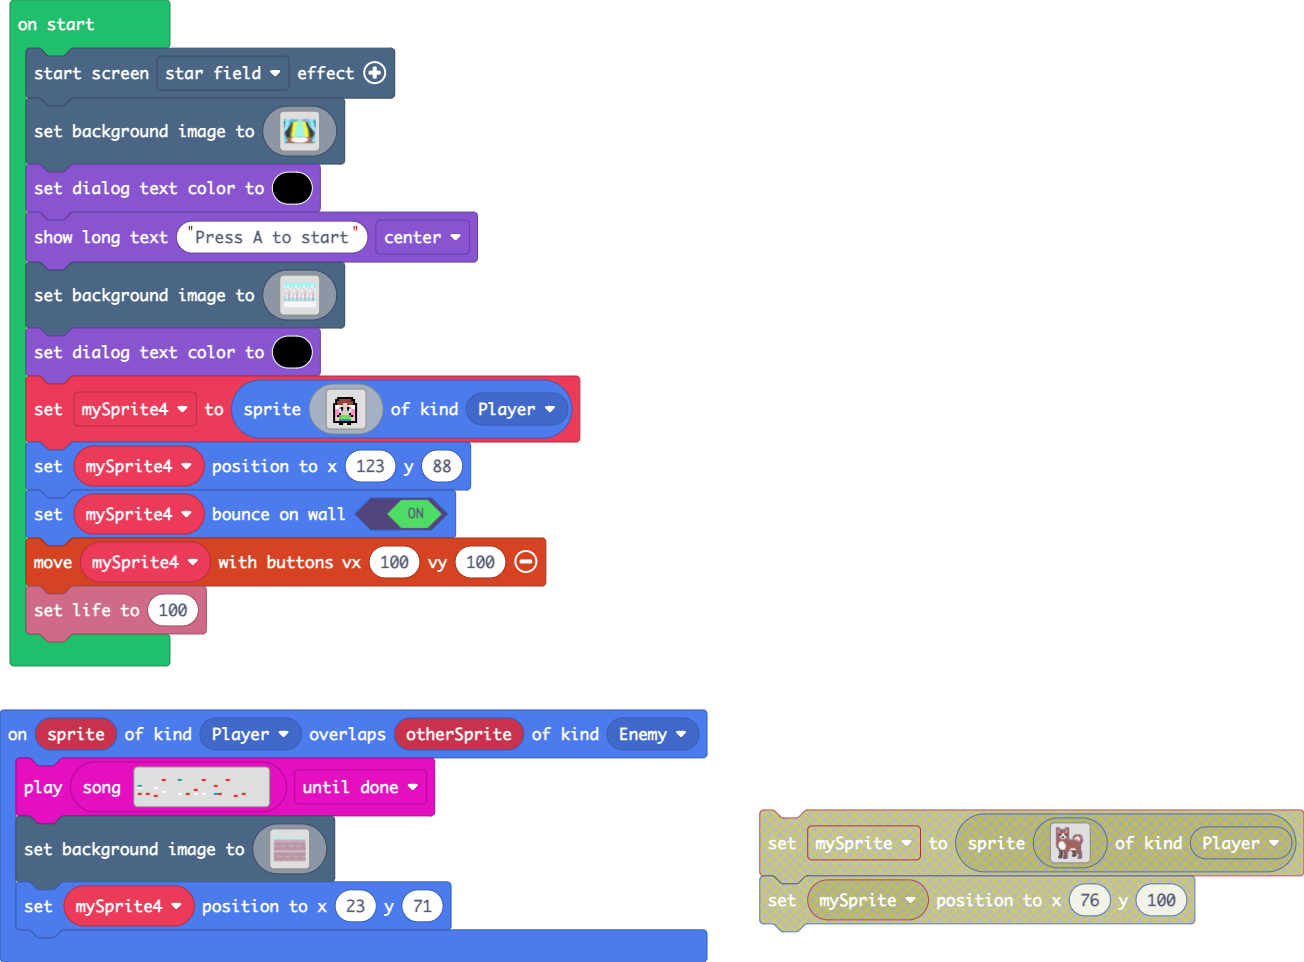 on start
start screen star field effect
set background image to
set dialog text color to
show long text "Press A to start" center
set background image to
set dialog text color to
set mySprite4 to sprite of kind Player
set mySprite4 position to x 123 y 88
set mySprite4 bounce on wall ON
move mySprite4 with buttons vx 100 vy 100
set life to 100
on sprite of kind Player overlaps otherSprite of kind Enemy
play song until done
set background image to
set mySprite4 position to x 23 y 71
set mySprite to sprite of kind Player
set mySprite position to x 76 y 100